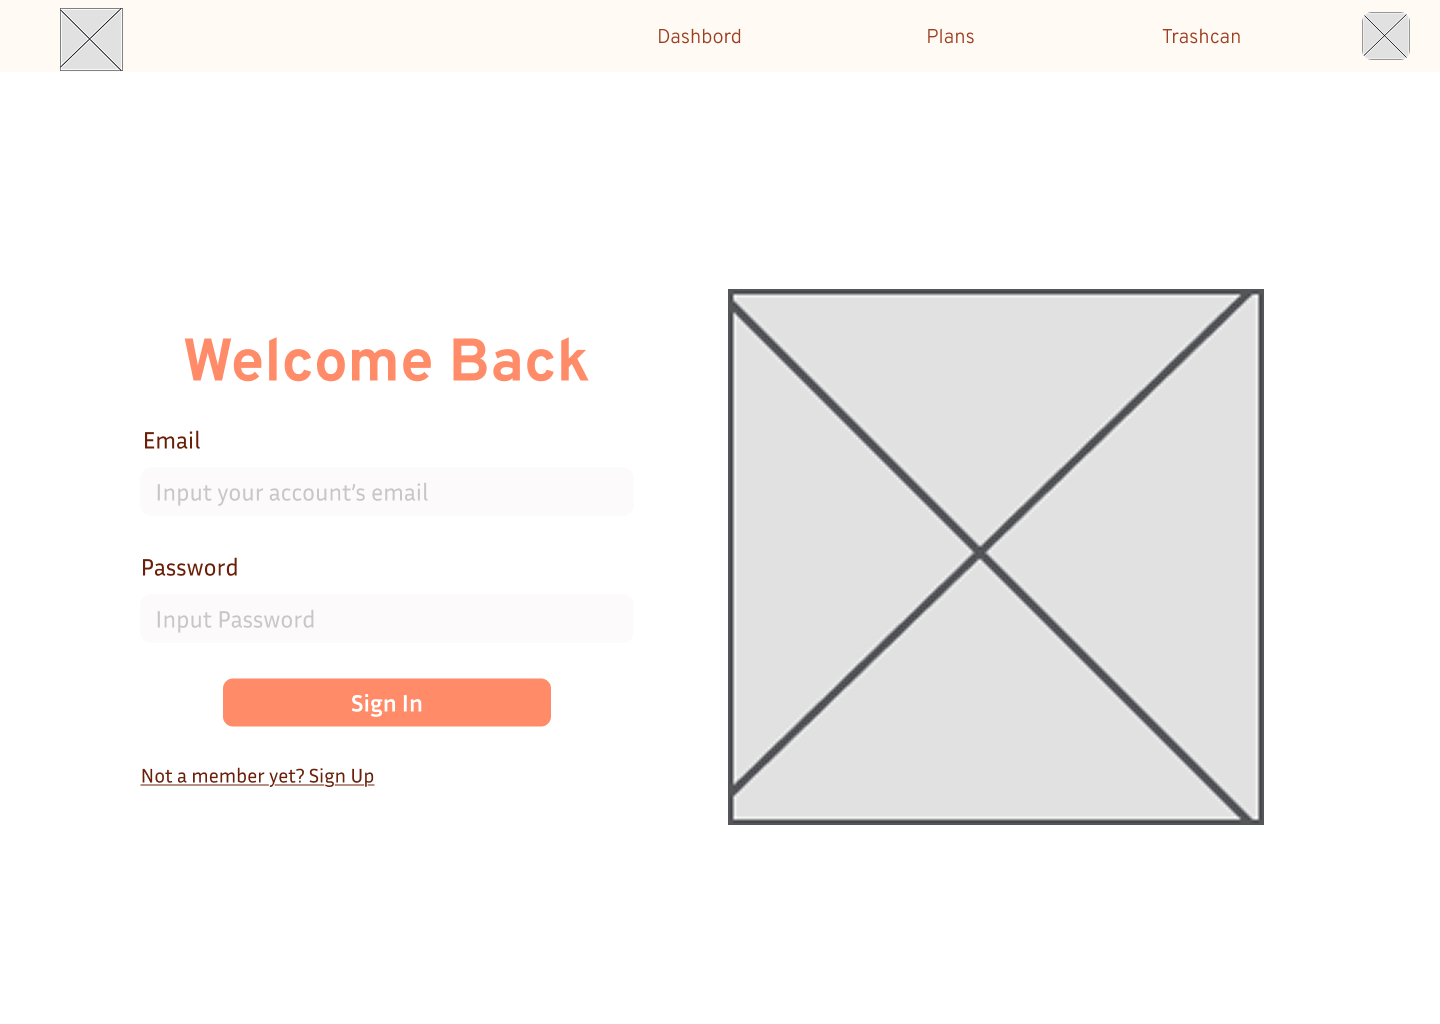 Dashbord Plans Trashcan
Welcome Back
Email
Input your account’s email
Password
Input Password
Sign In
Not a member yet? Sign Up